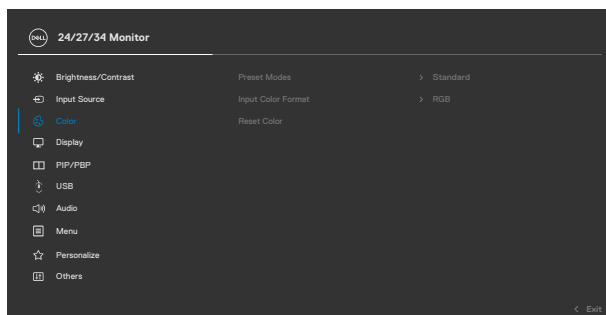 DELL 24/27/34 Monitor
Brightness/Contrast Preset Modes > Standard
Input Source Input Color Format > RGB
Color Reset Color
Display
PIP/PBP
USB
Audio
Menu
Personalize
Others
< Exit